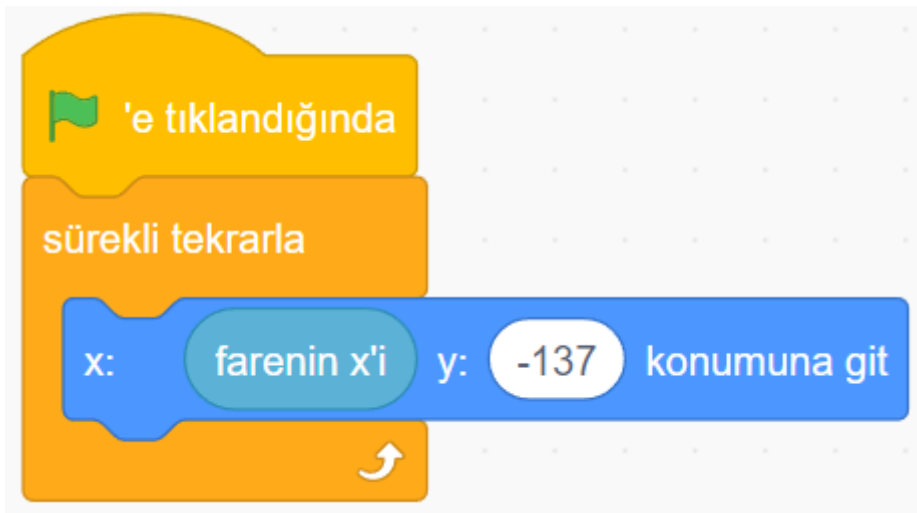 'e tıklandığında
sürekli tekrarla
x: farenin x'i y: -137 konumuna git